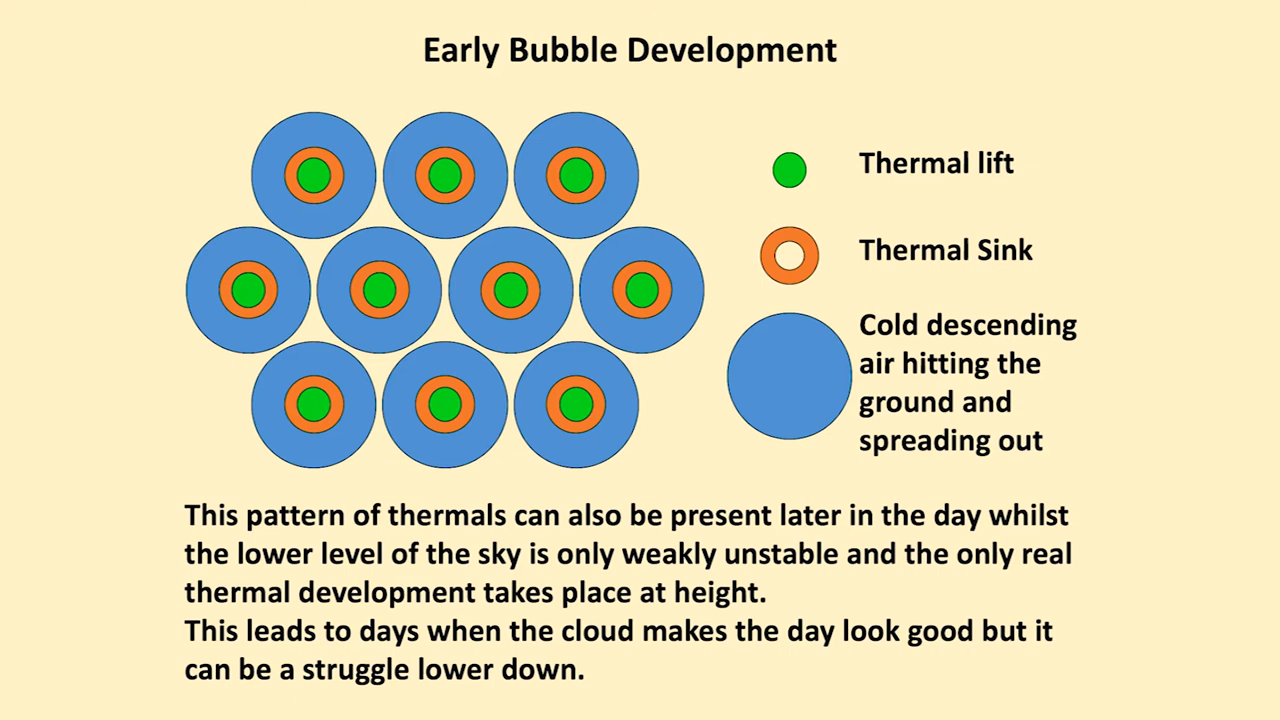 Early Bubble Development
Thermal lift
Thermal Sink
Cold descending
air hitting the
ground and
spreading out
This pattern of thermals can also be present later in the day whilst
the lower level of the sky is only weakly unstable and the only real
thermal development takes place at height.
This leads to days when the cloud makes the day look good but it
can be a struggle lower down.